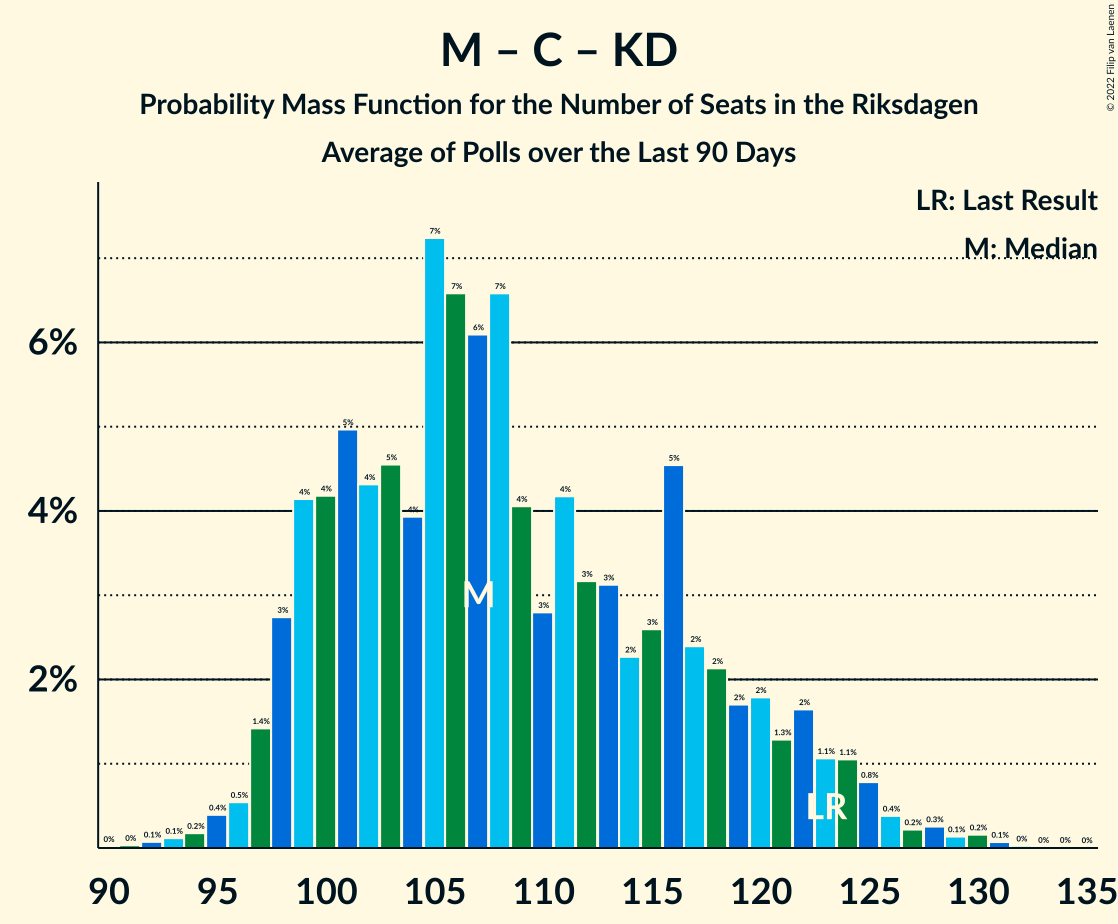 M – C – KD
Probability Mass Function for the Number of Seats in the Riksdagen
Average of Polls over the Last 90 Days
© 2022 Filip van Laenen
LR: Last Result
M: Median
6%
4%
2%
0% 0% 0.1% 0.1% 0.2% 0.4% 0.5% 1.4% 3% 4% 4% 5% 4% 5% 4% 7% 7% 6% 7% 4% 3% 4% 3% 3% 2% 3% 5% 2% 2% 2% 2% 1.3% 2% 1.1% 1.1% 0.8% 0.4% 0.2% 0.3% 0.1% 0.2% 0.1% 0% 0% 0% 0%
M
LR
90 95 100 105 110 115 120 125 130 135